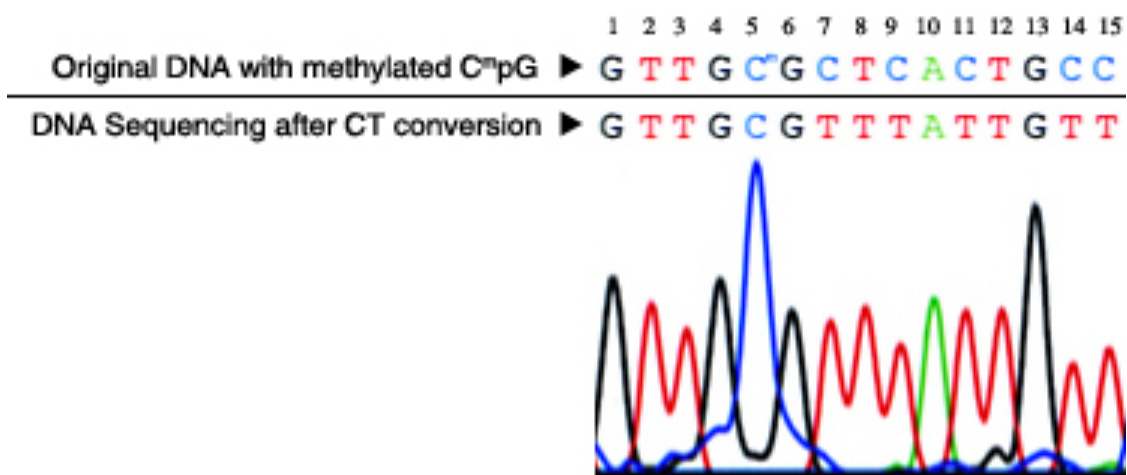 1 2 3 4 5 6 7 8 9 10 11 12 13 14 15
Original DNA with methylated CᵐpG ▶ G T T G Cᵐ G C T C A C T G C C
DNA Sequencing after CT conversion ▶ G T T G C G T T T A T T G T T